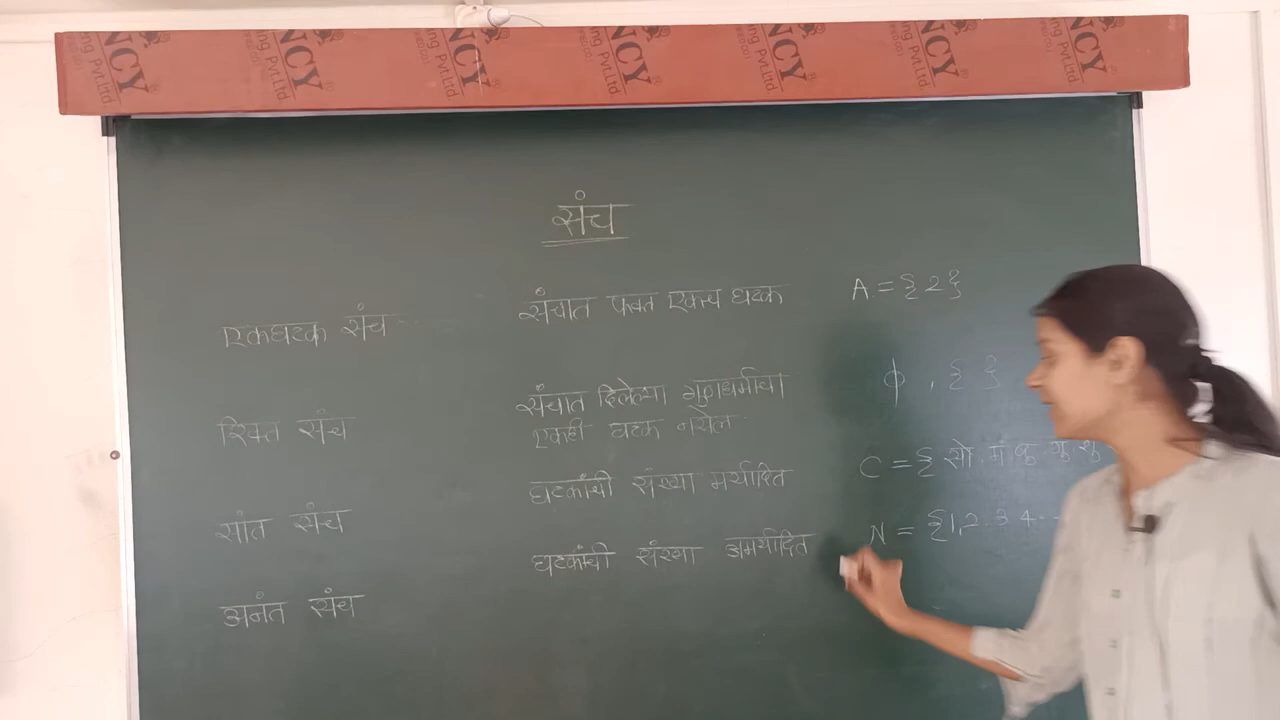 संच
एकघटक संच
संचात फक्त एकच घटक
A = { 2 }
रिक्त संच
संचात दिलेल्या गुणधर्माचा
एकही घटक नसेल
ϕ , { }
सांत संच
घटकांची संख्या मर्यादित
C = { सो. मं. बु. गु. शु
अनंत संच
घटकांची संख्या अमर्यादित
N = { 1, 2, 3, 4 ...